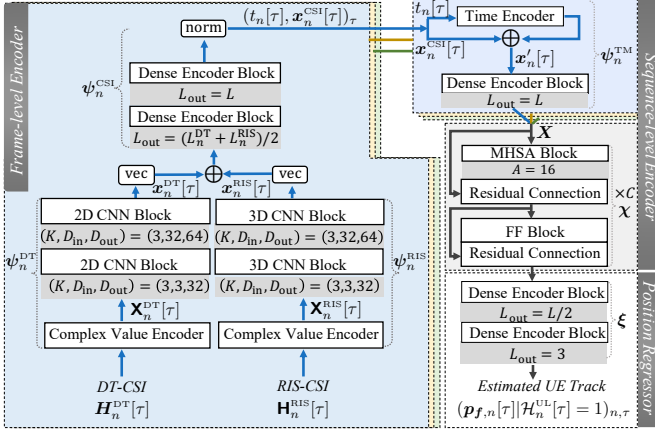 Frame-level Encoder
norm
(t_n[τ], x_n^CSI[τ])_τ
ψ_n^CSI
Dense Encoder Block
L_out = L
Dense Encoder Block
L_out = (L_n^DT + L_n^RIS)/2
vec
x_n^DT[τ]
⊕
x_n^RIS[τ]
vec
2D CNN Block
(K, D_in, D_out) = (3,32,64)
2D CNN Block
(K, D_in, D_out) = (3,3,32)
ψ_n^DT
X_n^DT[τ]
Complex Value Encoder
DT-CSI
H_n^DT[τ]
3D CNN Block
(K, D_in, D_out) = (3,32,64)
3D CNN Block
(K, D_in, D_out) = (3,3,32)
ψ_n^RIS
X_n^RIS[τ]
Complex Value Encoder
RIS-CSI
H_n^RIS[τ]
Sequence-level Encoder
t_n[τ]
Time Encoder
x_n^CSI[τ]
⊕
x′_n[τ]
ψ_n^TM
Dense Encoder Block
L_out = L
X
MHSA Block
A = 16
Residual Connection
×C
χ
FF Block
Residual Connection
Position Regressor
Dense Encoder Block
L_out = L/2
Dense Encoder Block
L_out = 3
ξ
Estimated UE Track
(p_f,n[τ]|H_n^UL[τ] = 1)_n,τ